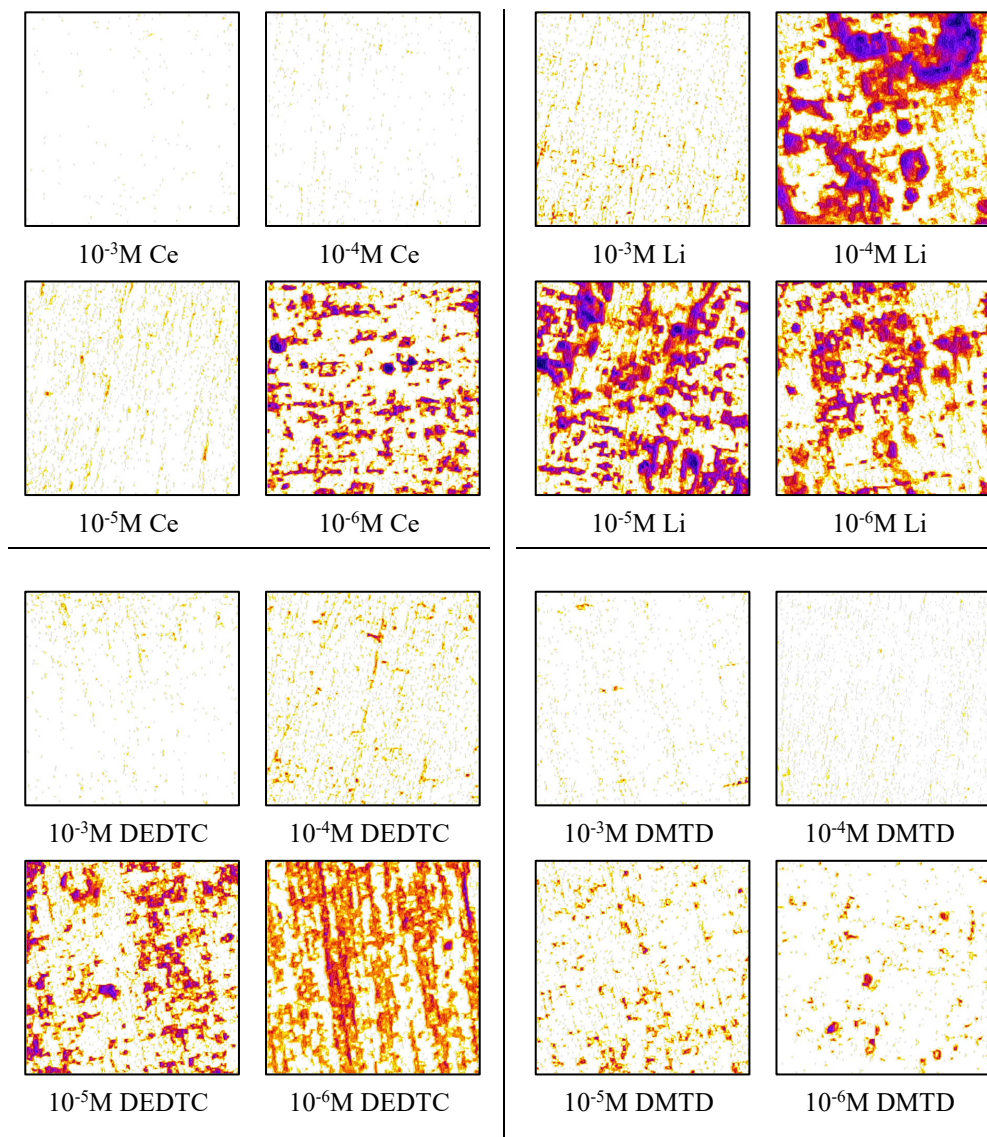 10⁻³M Ce
10⁻⁴M Ce
10⁻³M Li
10⁻⁴M Li
10⁻⁵M Ce
10⁻⁶M Ce
10⁻⁵M Li
10⁻⁶M Li
10⁻³M DEDTC
10⁻⁴M DEDTC
10⁻³M DMTD
10⁻⁴M DMTD
10⁻⁵M DEDTC
10⁻⁶M DEDTC
10⁻⁵M DMTD
10⁻⁶M DMTD